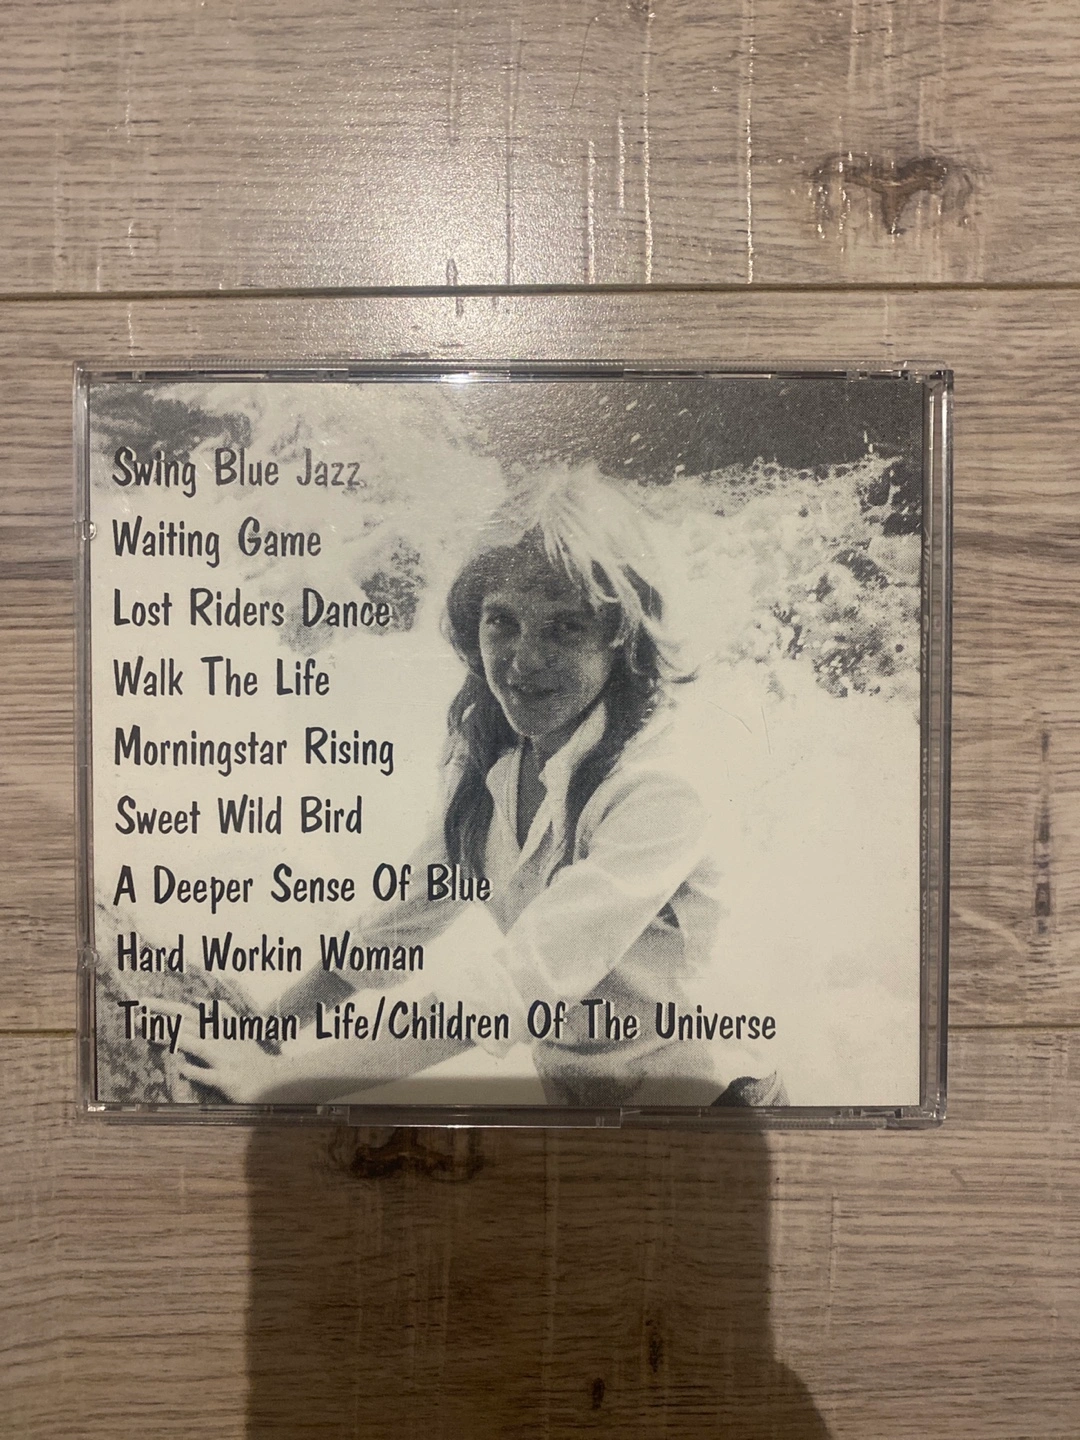 Swing Blue Jazz
Waiting Game
Lost Riders Dance
Walk The Life
Morningstar Rising
Sweet Wild Bird
A Deeper Sense Of Blue
Hard Workin Woman
Tiny Human Life/Children Of The Universe